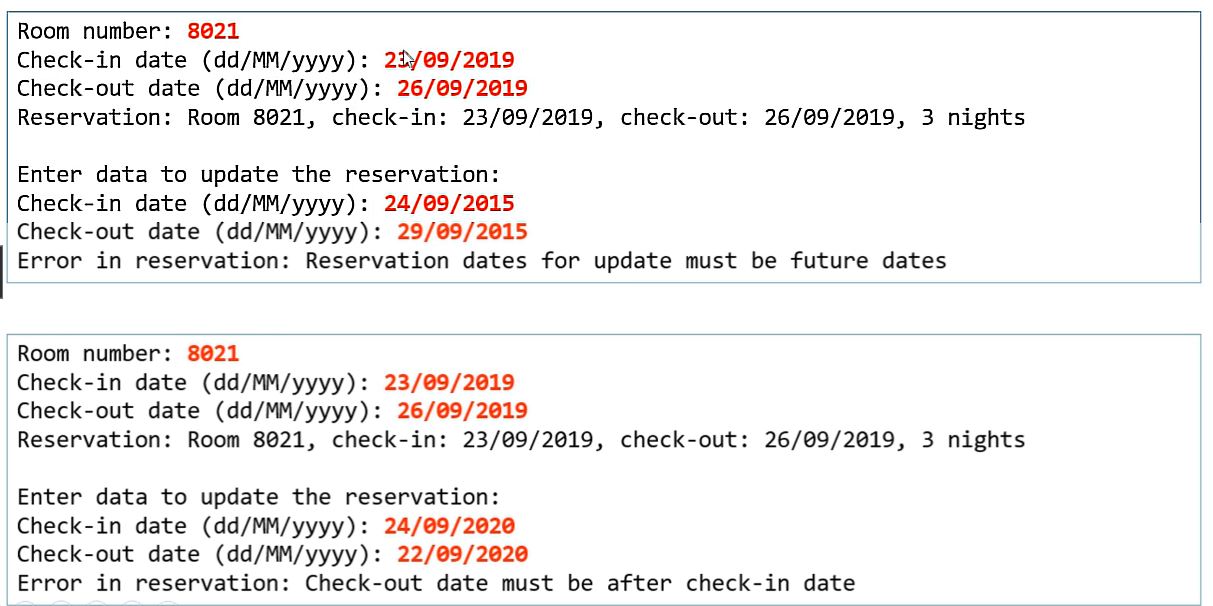 Room number: 8021
Check-in date (dd/MM/yyyy): 23/09/2019
Check-out date (dd/MM/yyyy): 26/09/2019
Reservation: Room 8021, check-in: 23/09/2019, check-out: 26/09/2019, 3 nights
Enter data to update the reservation:
Check-in date (dd/MM/yyyy): 24/09/2015
Check-out date (dd/MM/yyyy): 29/09/2015
Error in reservation: Reservation dates for update must be future dates
Room number: 8021
Check-in date (dd/MM/yyyy): 23/09/2019
Check-out date (dd/MM/yyyy): 26/09/2019
Reservation: Room 8021, check-in: 23/09/2019, check-out: 26/09/2019, 3 nights
Enter data to update the reservation:
Check-in date (dd/MM/yyyy): 24/09/2020
Check-out date (dd/MM/yyyy): 22/09/2020
Error in reservation: Check-out date must be after check-in date